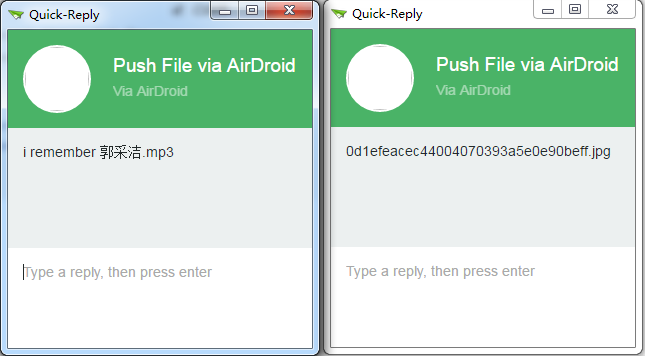 Quick-Reply
Push File via AirDroid
Via AirDroid
i remember 郭采洁.mp3
Type a reply, then press enter
Quick-Reply
Push File via AirDroid
Via AirDroid
0d1efeacec44004070393a5e0e90beff.jpg
Type a reply, then press enter